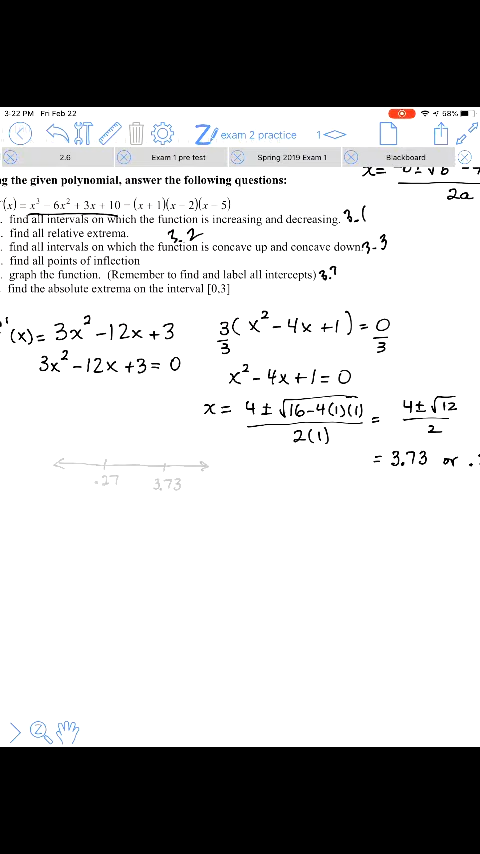 3:22 PM Fri Feb 22 58%
exam 2 practice 1
2.6 Exam 1 pre test Spring 2019 Exam 1 Blackboard
ng the given polynomial, answer the following questions:
2a
(x) = x³ − 6x² + 3x + 10 = (x + 1)(x − 2)(x − 5)
. find all intervals on which the function is increasing and decreasing. 3.1
. find all relative extrema. 3.2
. find all intervals on which the function is concave up and concave down 3-3
. find all points of inflection
. graph the function. (Remember to find and label all intercepts) 3.?
. find the absolute extrema on the interval [0,3]
'(x) = 3x² − 12x + 3
3x² − 12x + 3 = 0
3(x² − 4x + 1) = 0
3 3
x² − 4x + 1 = 0
x = 4 ± √16 − 4(1)(1) = 4 ± √12
2(1) 2
= 3.73 or .
.27 3.73